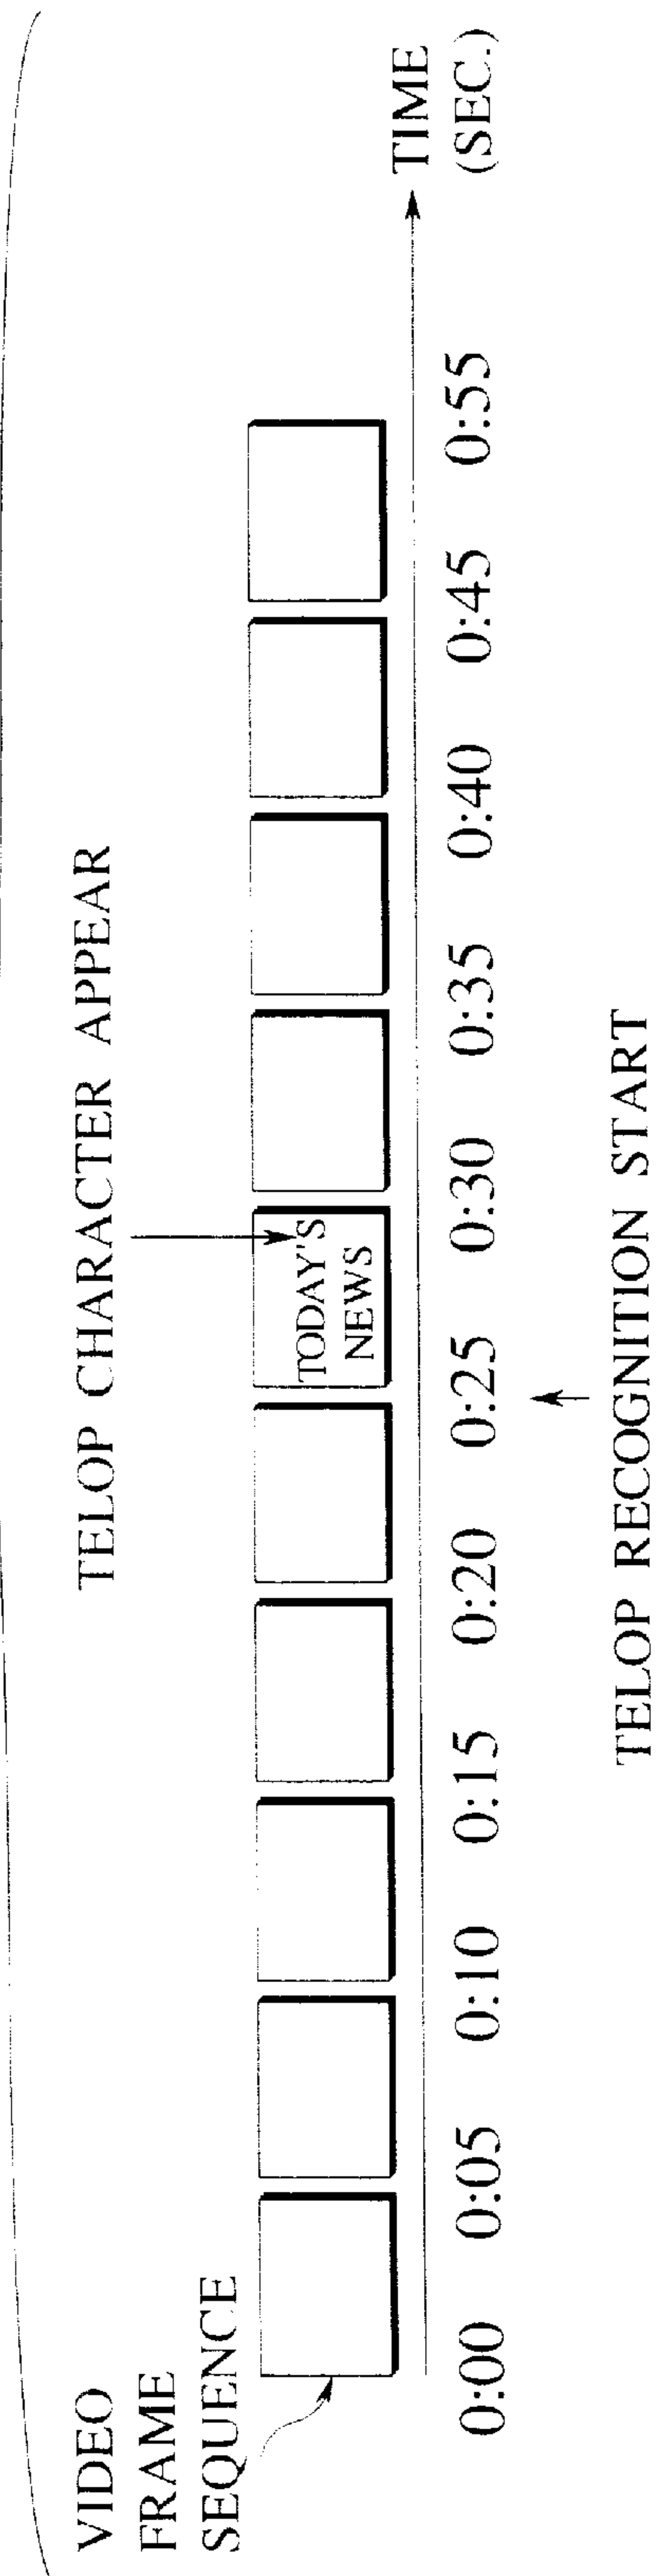 VIDEO
FRAME
SEQUENCE
TELOP CHARACTER APPEAR
TODAY'S
NEWS
TIME
(SEC.)
0:00 0:05 0:10 0:15 0:20 0:25 0:30 0:35 0:40 0:45 0:55
TELOP RECOGNITION START